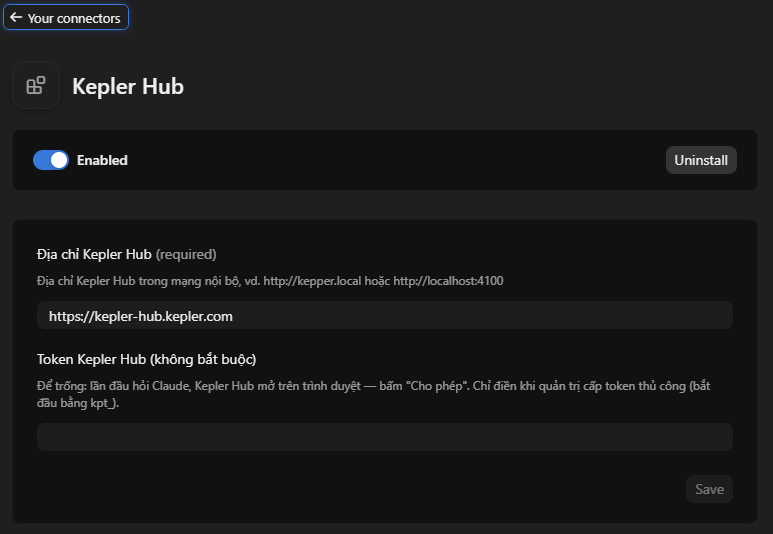 ← Your connectors
Kepler Hub
Enabled
Uninstall
Địa chỉ Kepler Hub (required)
Địa chỉ Kepler Hub trong mạng nội bộ, vd. http://kepper.local hoặc http://localhost:4100
https://kepler-hub.kepler.com
Token Kepler Hub (không bắt buộc)
Để trống: lần đầu hỏi Claude, Kepler Hub mở trên trình duyệt — bấm "Cho phép". Chỉ điền khi quản trị cấp token thủ công (bắt
đầu bằng kpt_).
Save